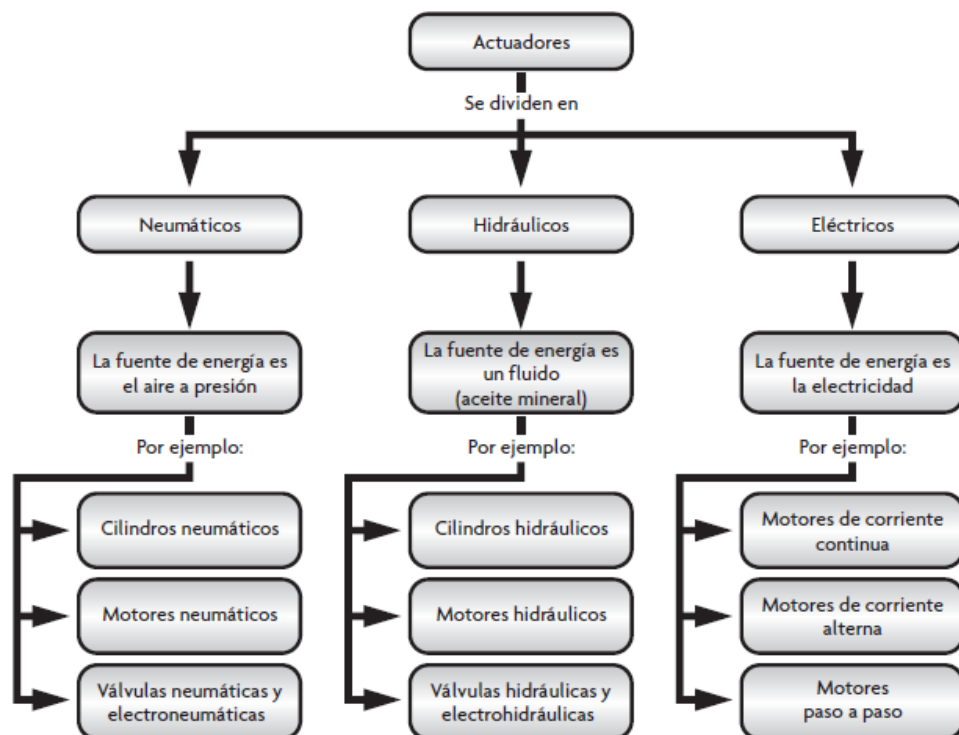 Actuadores
Se dividen en
Neumáticos
Hidráulicos
Eléctricos
La fuente de energía es
el aire a presión
La fuente de energía es
un fluido
(aceite mineral)
La fuente de energía es
la electricidad
Por ejemplo:
Por ejemplo:
Por ejemplo:
Cilindros neumáticos
Cilindros hidráulicos
Motores de corriente
continua
Motores neumáticos
Motores hidráulicos
Motores de corriente
alterna
Válvulas neumáticas y
electroneumáticas
Válvulas hidráulicas y
electrohidráulicas
Motores
paso a paso